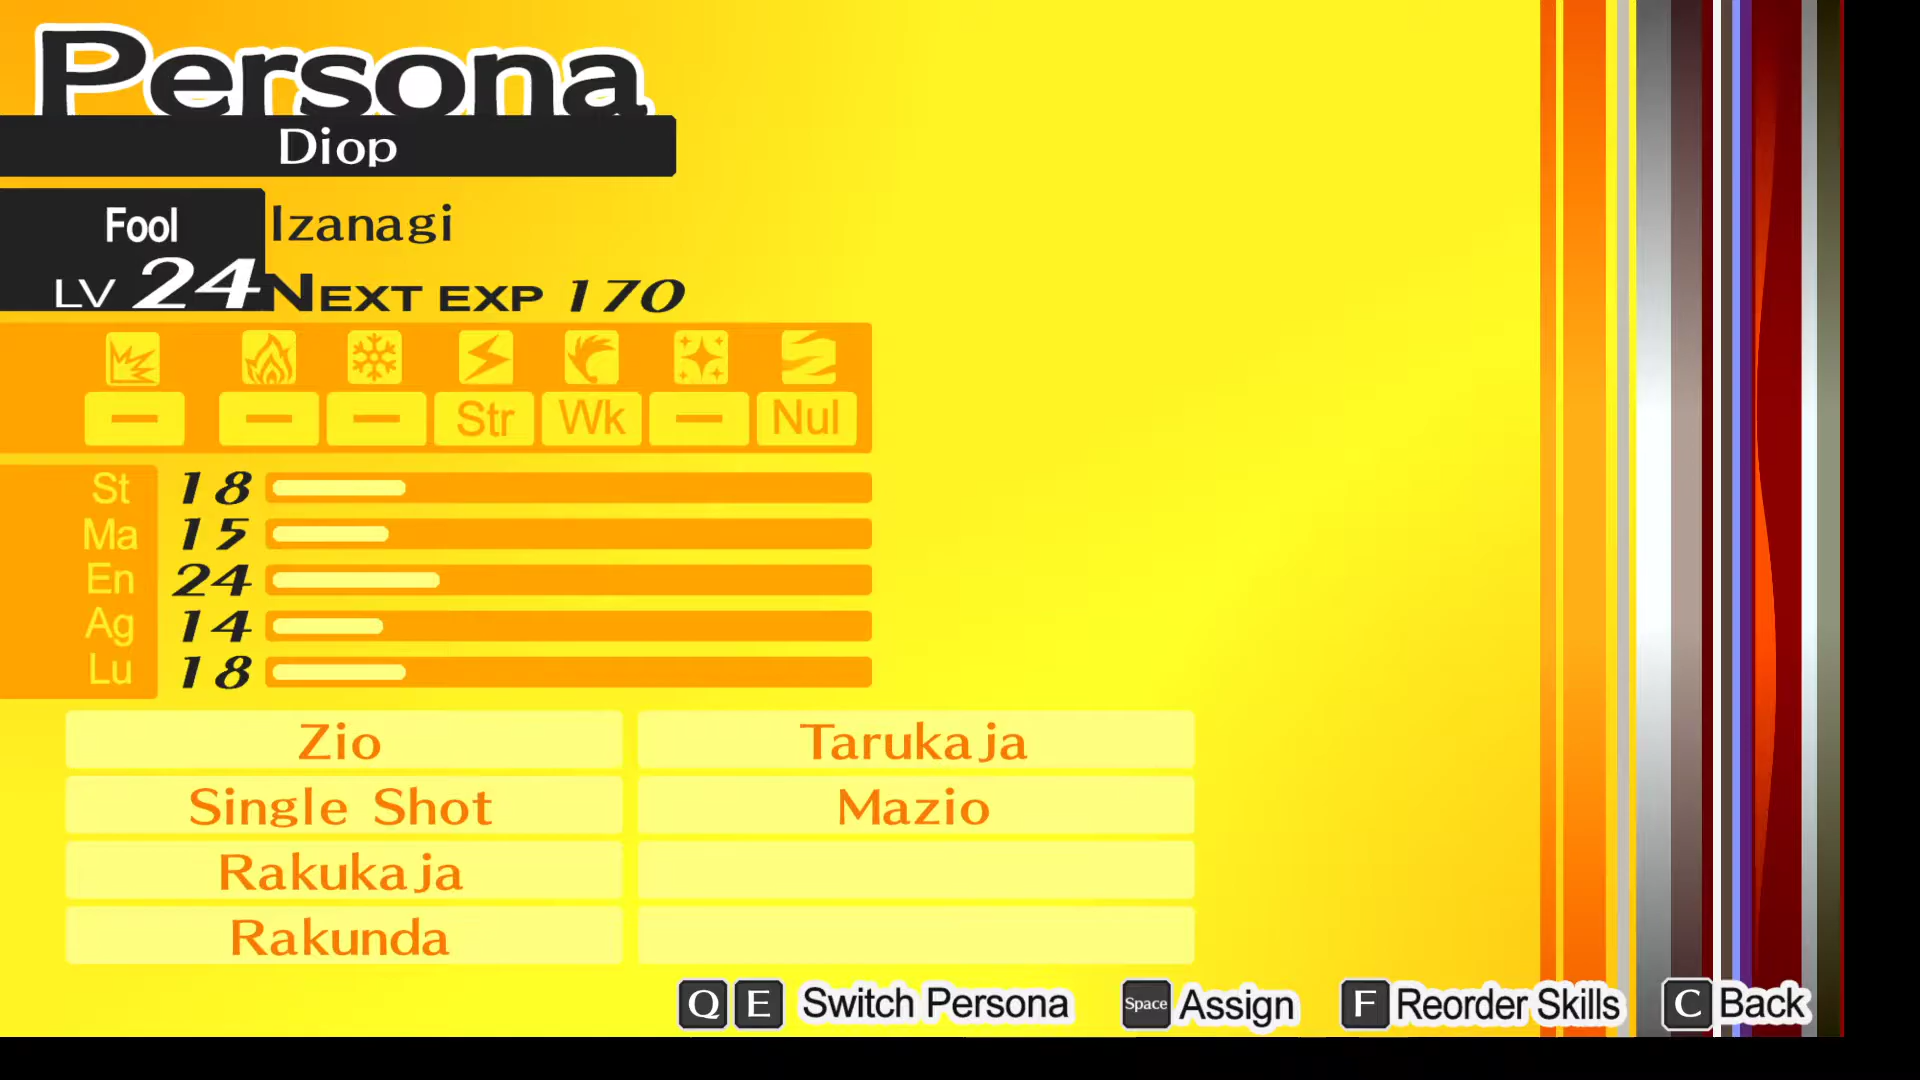 Persona
Diop
Fool Izanagi
LV 24 NEXT EXP 170
— — — Str Wk — Nul
St 18
Ma 15
En 24
Ag 14
Lu 18
Zio Tarukaja
Single Shot Mazio
Rakukaja
Rakunda
Q E Switch Persona Space Assign F Reorder Skills C Back